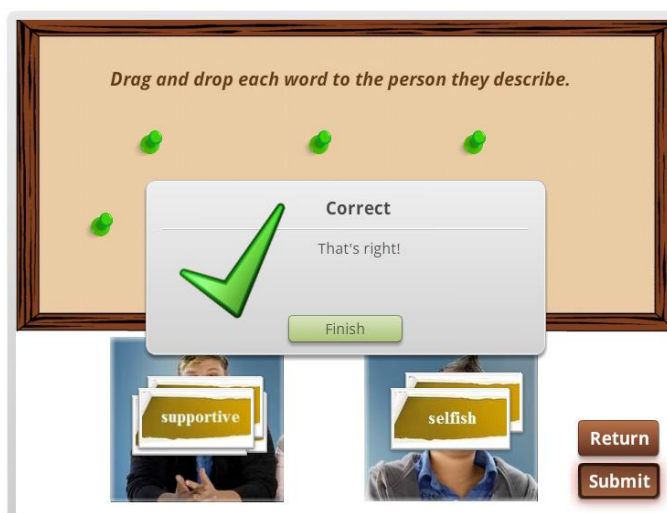 Drag and drop each word to the person they describe.
Correct
That's right!
Finish
supportive
selfish
Return
Submit